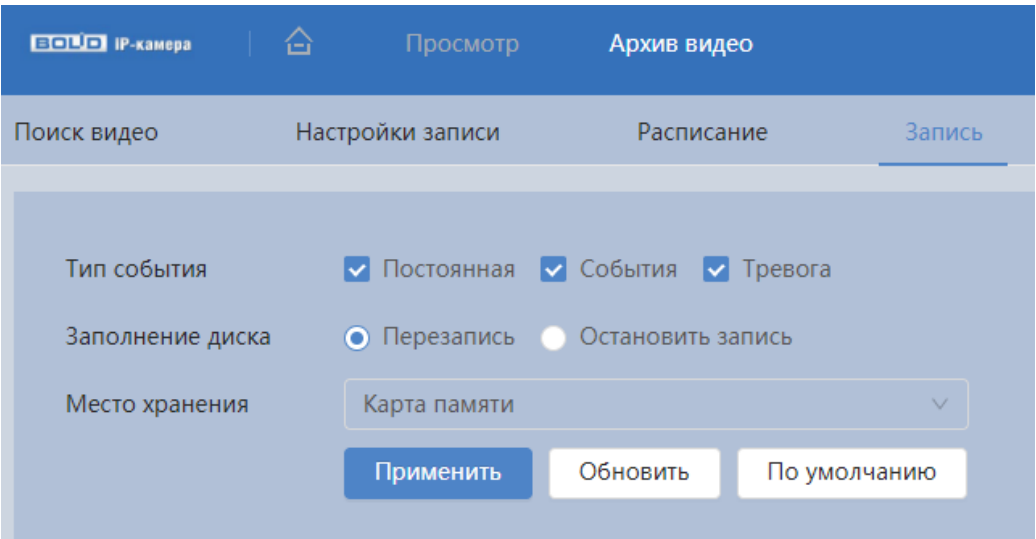 BOLID IP-камера Просмотр Архив видео
Поиск видео Настройки записи Расписание Запись
Тип события Постоянная События Тревога
Заполнение диска Перезапись Остановить запись
Место хранения Карта памяти
Применить Обновить По умолчанию